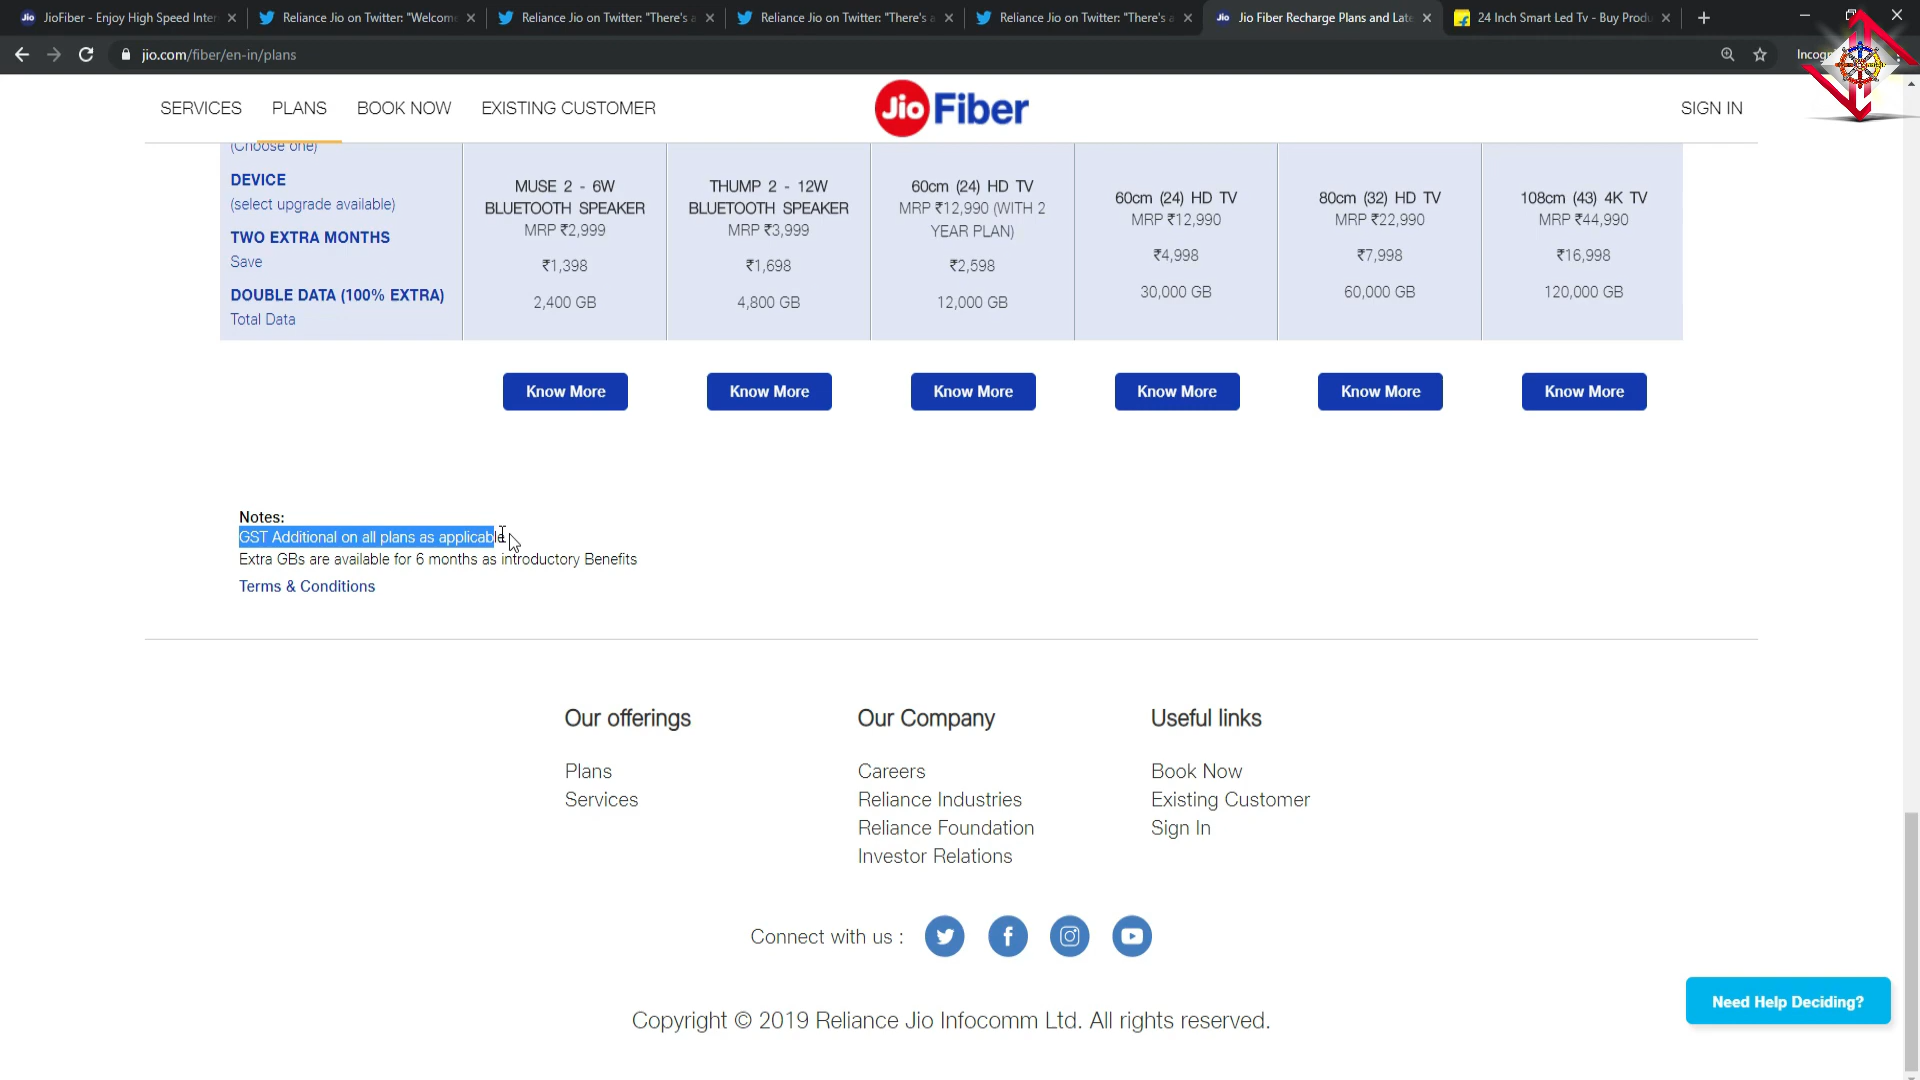 JioFiber - Enjoy High Speed Inter
Reliance Jio on Twitter: "Welcome
Reliance Jio on Twitter: "There's a
Reliance Jio on Twitter: "There's a
Reliance Jio on Twitter: "There's a
Jio Fiber Recharge Plans and Late
24 Inch Smart Led Tv - Buy Produ
jio.com/fiber/en-in/plans
SERVICES PLANS BOOK NOW EXISTING CUSTOMER
Jio Fiber
SIGN IN
(Choose one)
DEVICE
(select upgrade available)
TWO EXTRA MONTHS
Save
DOUBLE DATA (100% EXTRA)
Total Data
MUSE 2 - 6W
BLUETOOTH SPEAKER
MRP ₹2,999
₹1,398
2,400 GB
THUMP 2 - 12W
BLUETOOTH SPEAKER
MRP ₹3,999
₹1,698
4,800 GB
60cm (24) HD TV
MRP ₹12,990 (WITH 2
YEAR PLAN)
₹2,598
12,000 GB
60cm (24) HD TV
MRP ₹12,990
₹4,998
30,000 GB
80cm (32) HD TV
MRP ₹22,990
₹7,998
60,000 GB
108cm (43) 4K TV
MRP ₹44,990
₹16,998
120,000 GB
Know More Know More Know More Know More Know More Know More
Notes:
GST Additional on all plans as applicable
Extra GBs are available for 6 months as introductory Benefits
Terms & Conditions
Our offerings
Plans
Services
Our Company
Careers
Reliance Industries
Reliance Foundation
Investor Relations
Useful links
Book Now
Existing Customer
Sign In
Connect with us :
Need Help Deciding?
Copyright © 2019 Reliance Jio Infocomm Ltd. All rights reserved.